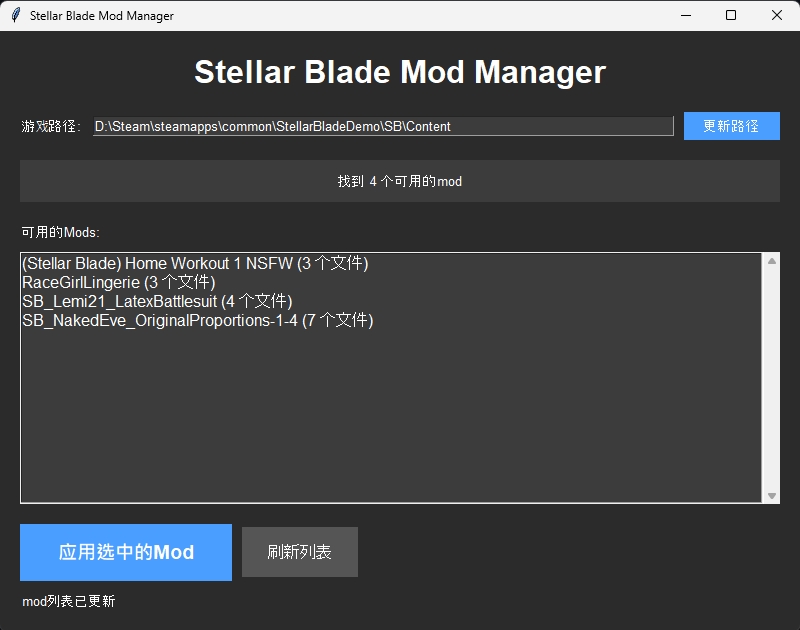 Stellar Blade Mod Manager
Stellar Blade Mod Manager
游戏路径： D:\Steam\steamapps\common\StellarBladeDemo\SB\Content 更新路径
找到 4 个可用的mod
可用的Mods:
(Stellar Blade) Home Workout 1 NSFW (3 个文件)
RaceGirlLingerie (3 个文件)
SB_Lemi21_LatexBattlesuit (4 个文件)
SB_NakedEve_OriginalProportions-1-4 (7 个文件)
应用选中的Mod 刷新列表
mod列表已更新